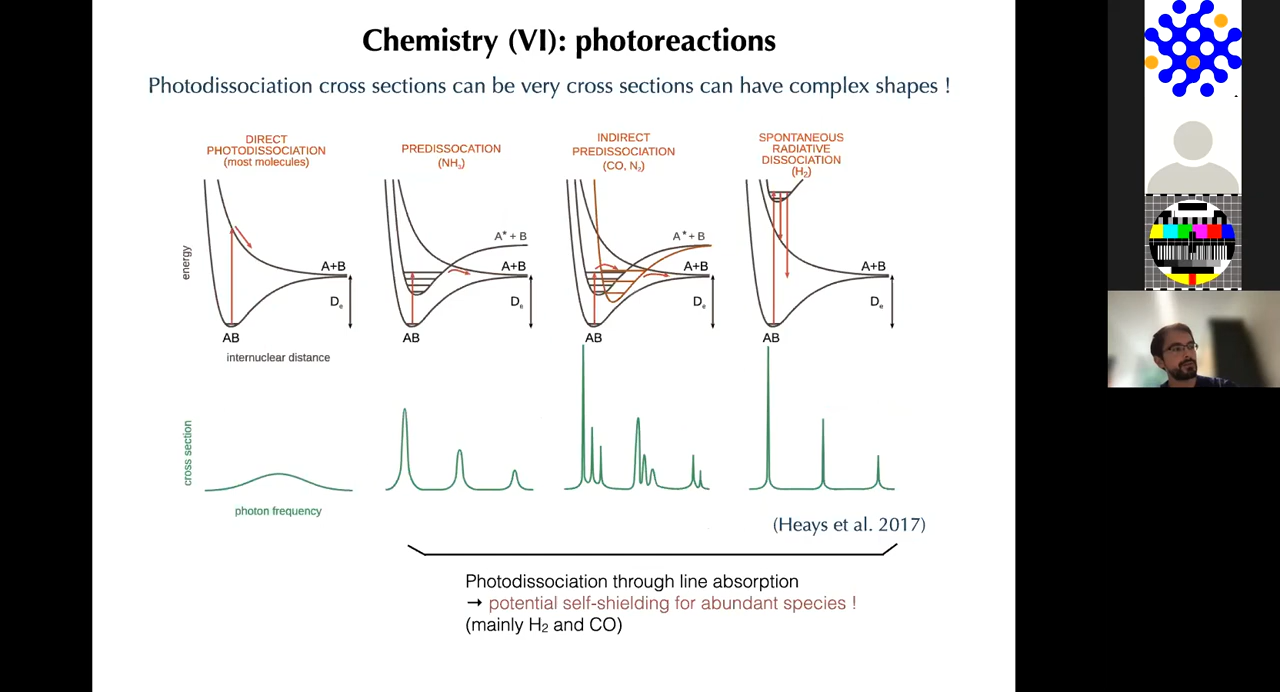 Chemistry (VI): photoreactions
Photodissociation cross sections can be very cross sections can have complex shapes !
DIRECT
PHOTODISSOCIATION
(most molecules)
PREDISSOCATION
(NH₃)
INDIRECT
PREDISSOCIATION
(CO, N₂)
SPONTANEOUS
RADIATIVE
DISSOCIATION
(H₂)
energy
A+B
Dₑ
AB
internuclear distance
A* + B
A+B
Dₑ
AB
A* + B
A+B
Dₑ
AB
A+B
Dₑ
AB
cross section
photon frequency
(Heays et al. 2017)
Photodissociation through line absorption
→ potential self-shielding for abundant species !
(mainly H₂ and CO)